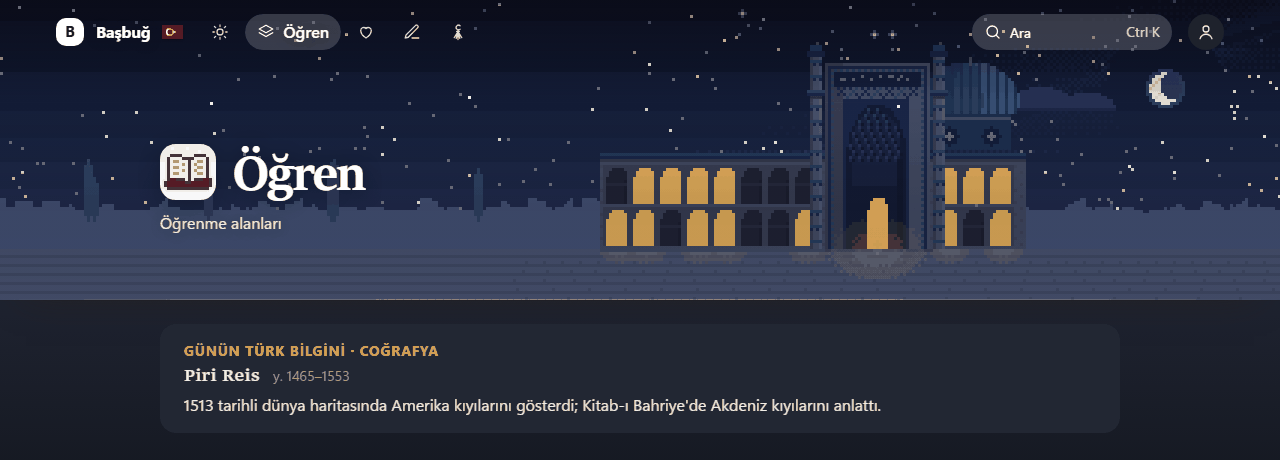 B Başbuğ
Öğren
Ara
Ctrl K
Öğren
Öğrenme alanları
GÜNÜN TÜRK BİLGİNİ · COĞRAFYA
Piri Reis y. 1465–1553
1513 tarihli dünya haritasında Amerika kıyılarını gösterdi; Kitab-ı Bahriye'de Akdeniz kıyılarını anlattı.